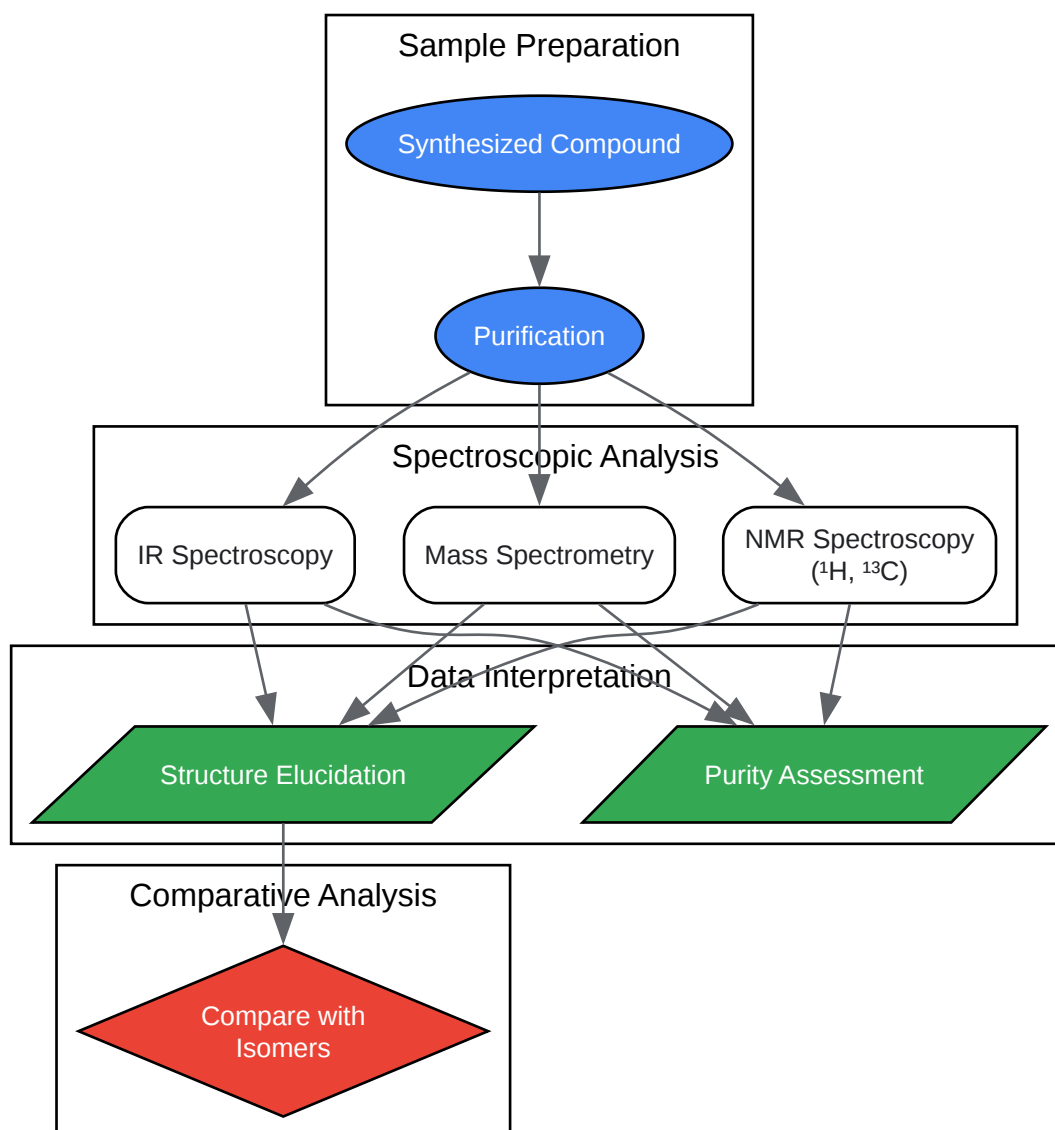 Sample Preparation
Synthesized Compound
Purification
Spectroscopic Analysis
IR Spectroscopy
Mass Spectrometry
NMR Spectroscopy
(¹H, ¹³C)
Data Interpretation
Structure Elucidation
Purity Assessment
Comparative Analysis
Compare with
Isomers